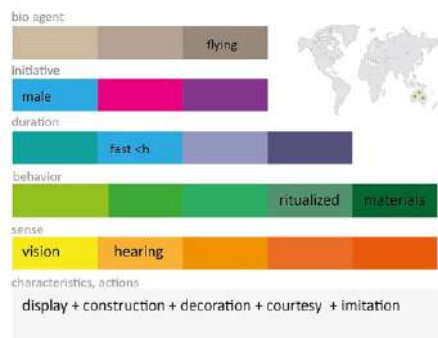 bio agent
flying
initiative
male
duration
fast <h
behavior
ritualized materials
sense
vision hearing
characteristics, actions
display + construction + decoration + courtesy + imitation